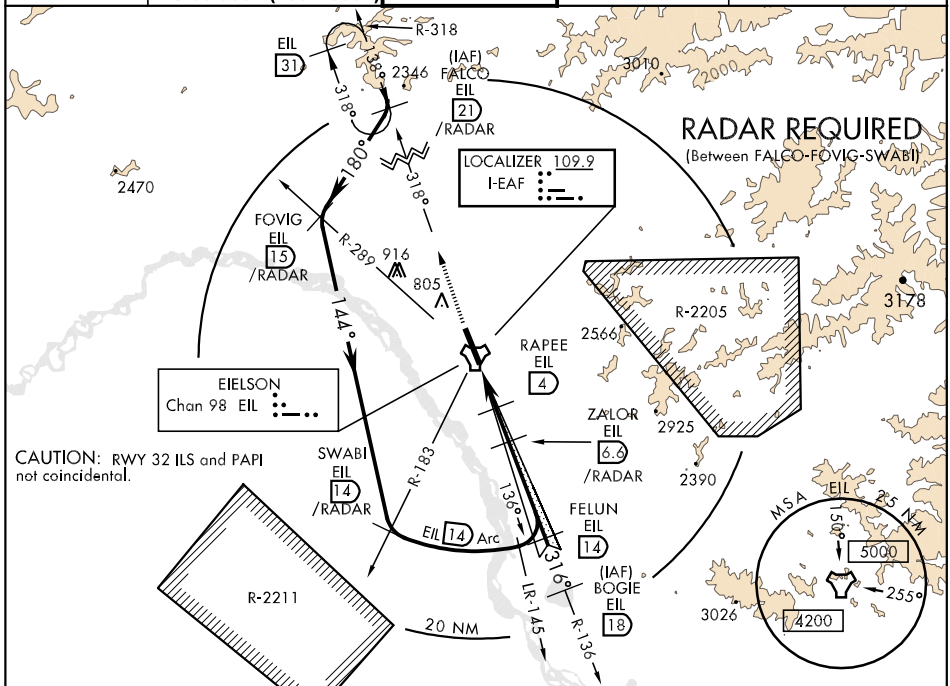 R-318
EIL
31
138°
318°
2346
(IAF)
FALCO
EIL
21
/RADAR
3010
2000
RADAR REQUIRED
(Between FALCO-FOVIG-SWABI)
2470
180°
318°
LOCALIZER 109.9
I-EAF
FOVIG
EIL
15
/RADAR
R-289
916
805
144°
R-2205
3178
2566
RAPEE
EIL
4
EIELSON
Chan 98 EIL
ZALOR
EIL
6.6
/RADAR
2925
2390
CAUTION: RWY 32 ILS and PAPI
not coincidental.
SWABI
EIL
14
/RADAR
R-183
136°
EIL 14 Arc
FELUN
EIL
14
316°
(IAF)
BOGIE
EIL
18
LR-145
R-136
R-2211
20 NM
3026
MSA EIL 25 NM
150°
5000
255°
4200